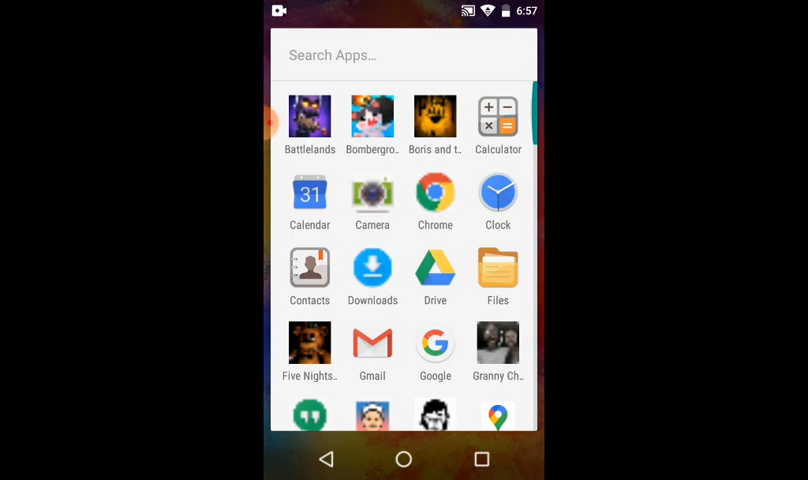 6:57
Search Apps...
Battlelands Bombergro.. Boris and t.. Calculator
31
Calendar Camera Chrome Clock
Contacts Downloads Drive Files
Five Nights.. Gmail Google Granny Ch..